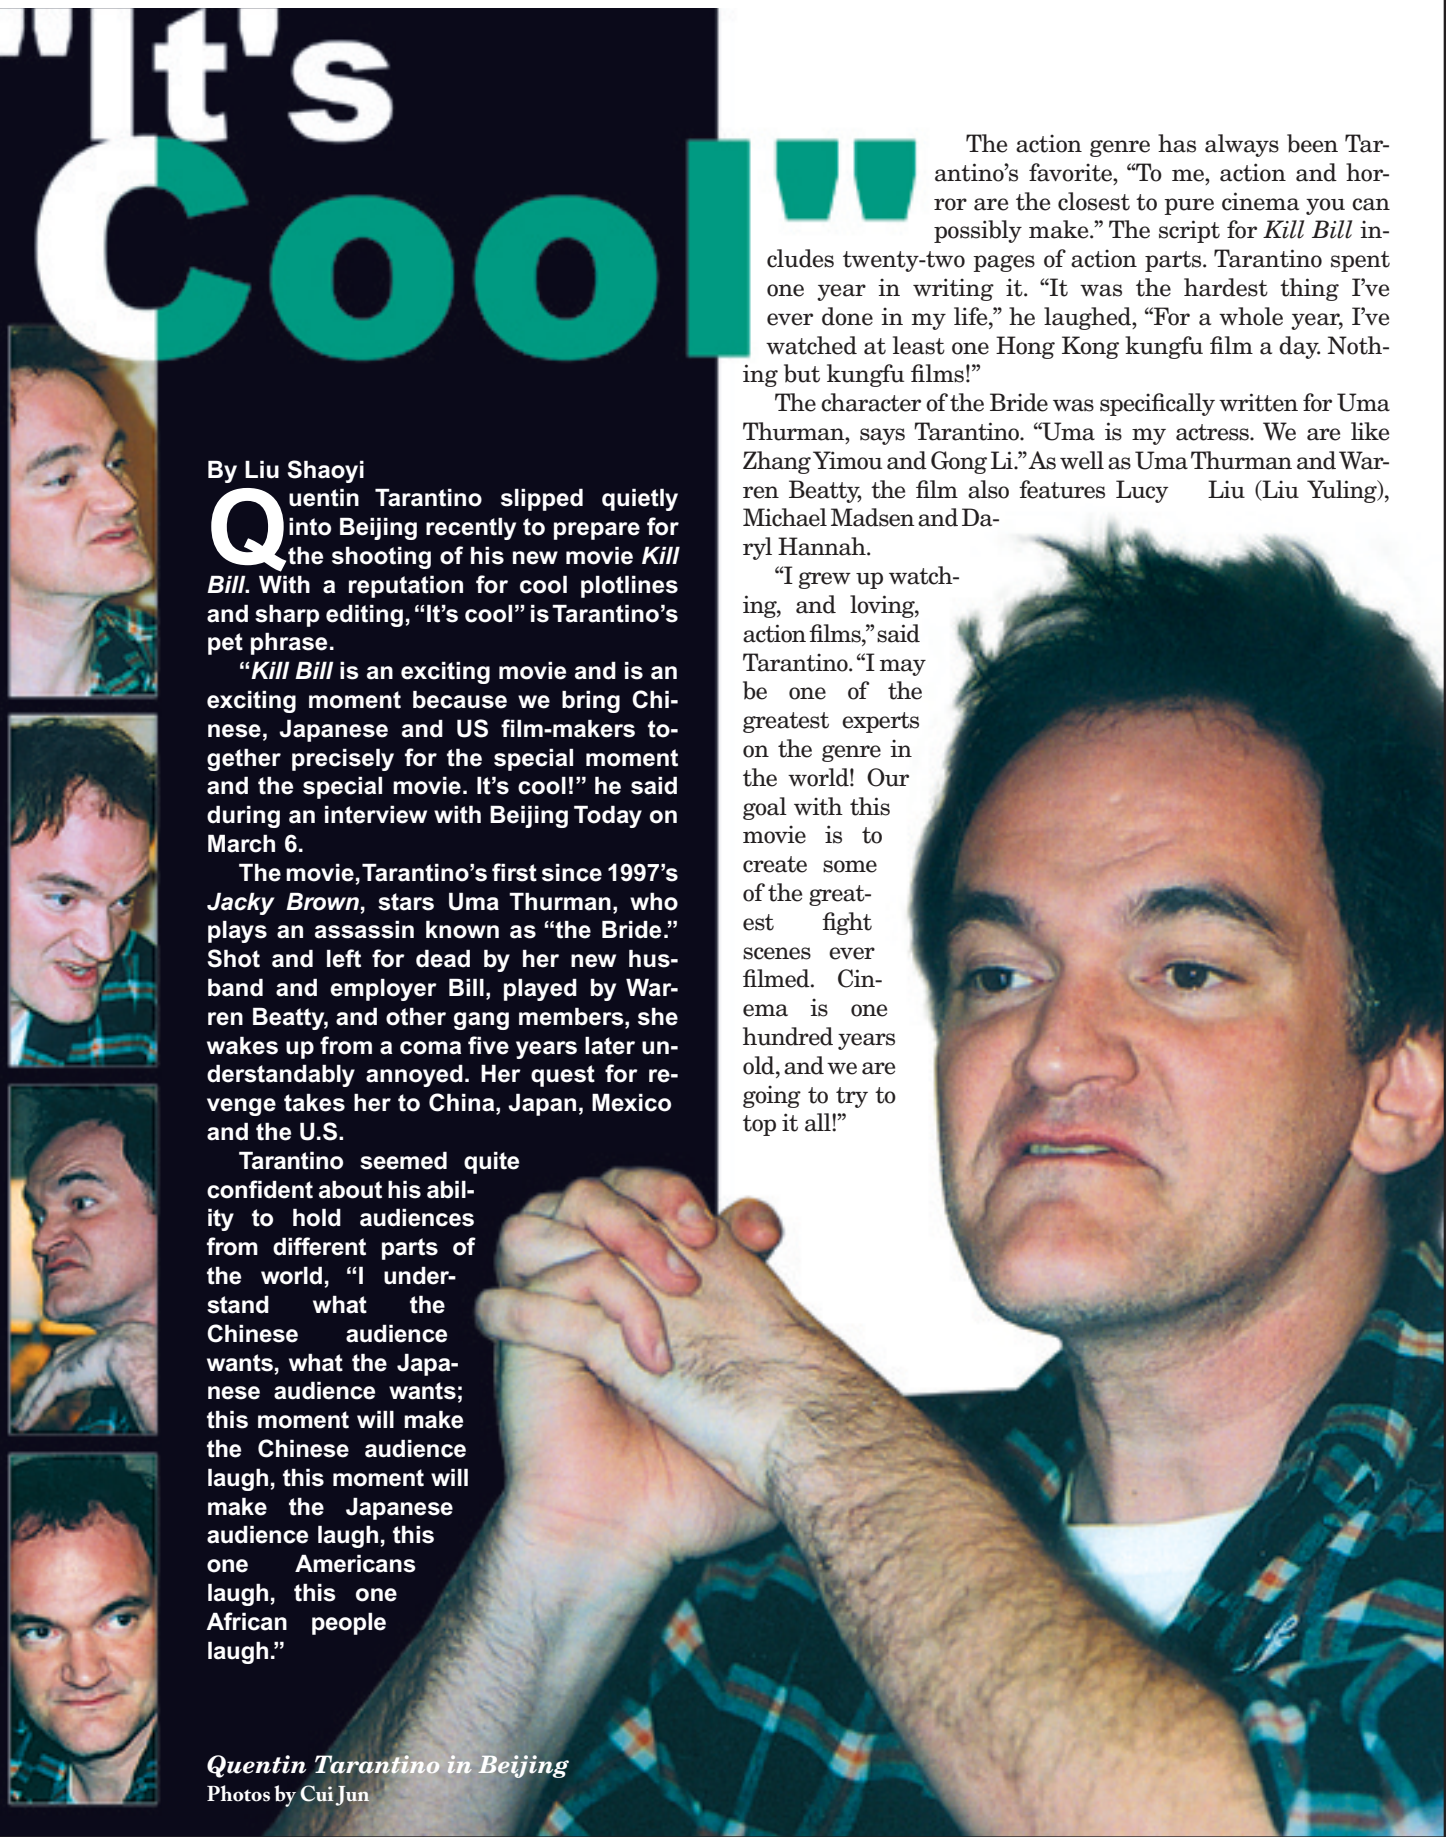 "It's
Cool"
By Liu Shaoyi
Quentin Tarantino slipped quietly
into Beijing recently to prepare for
the shooting of his new movie Kill
Bill. With a reputation for cool plotlines
and sharp editing, “It’s cool” is Tarantino’s
pet phrase.
“Kill Bill is an exciting movie and is an
exciting moment because we bring Chi-
nese, Japanese and US film-makers to-
gether precisely for the special moment
and the special movie. It’s cool!” he said
during an interview with Beijing Today on
March 6.
The movie, Tarantino’s first since 1997’s
Jacky Brown, stars Uma Thurman, who
plays an assassin known as “the Bride.”
Shot and left for dead by her new hus-
band and employer Bill, played by War-
ren Beatty, and other gang members, she
wakes up from a coma five years later un-
derstandably annoyed. Her quest for re-
venge takes her to China, Japan, Mexico
and the U.S.
Tarantino seemed quite
confident about his abil-
ity to hold audiences
from different parts of
the world, “I under-
stand what the
Chinese audience
wants, what the Japa-
nese audience wants;
this moment will make
the Chinese audience
laugh, this moment will
make the Japanese
audience laugh, this
one Americans
laugh, this one
African people
laugh.”
The action genre has always been Tar-
antino’s favorite, “To me, action and hor-
ror are the closest to pure cinema you can
possibly make.” The script for Kill Bill in-
cludes twenty-two pages of action parts. Tarantino spent
one year in writing it. “It was the hardest thing I’ve
ever done in my life,” he laughed, “For a whole year, I’ve
watched at least one Hong Kong kungfu film a day. Noth-
ing but kungfu films!”
The character of the Bride was specifically written for Uma
Thurman, says Tarantino. “Uma is my actress. We are like
Zhang Yimou and Gong Li.” As well as Uma Thurman and War-
ren Beatty, the film also features Lucy Liu (Liu Yuling),
Michael Madsen and Da-
ryl Hannah.
“I grew up watch-
ing, and loving,
action films,” said
Tarantino. “I may
be one of the
greatest experts
on the genre in
the world! Our
goal with this
movie is to
create some
of the great-
est fight
scenes ever
filmed. Cin-
ema is one
hundred years
old, and we are
going to try to
top it all!”
Quentin Tarantino in Beijing
Photos by Cui Jun